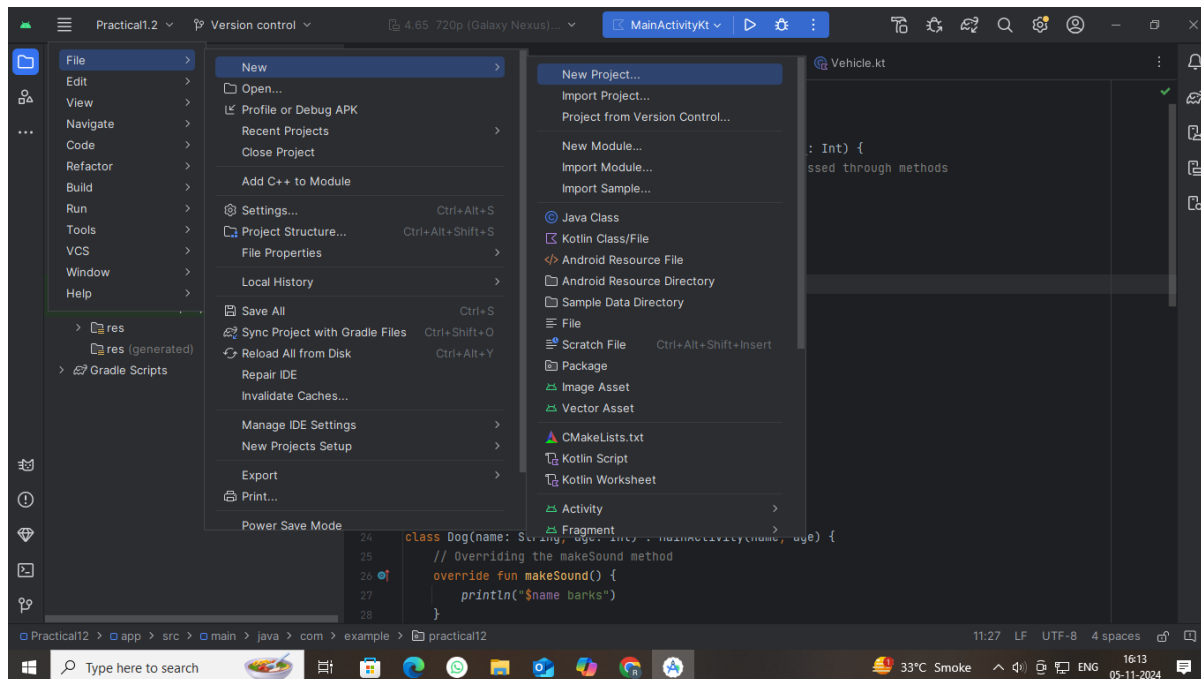 Practical1.2 Version control 4.65 720p (Galaxy Nexus)... MainActivityKt
File
Edit
View
Navigate
Code
Refactor
Build
Run
Tools
VCS
Window
Help
res
res (generated)
Gradle Scripts
New
Open...
Profile or Debug APK
Recent Projects
Close Project
Add C++ to Module
Settings... Ctrl+Alt+S
Project Structure... Ctrl+Alt+Shift+S
File Properties
Local History
Save All Ctrl+S
Sync Project with Gradle Files Ctrl+Shift+O
Reload All from Disk Ctrl+Alt+Y
Repair IDE
Invalidate Caches...
Manage IDE Settings
New Projects Setup
Export
Print...
Power Save Mode
New Project...
Import Project...
Project from Version Control...
New Module...
Import Module...
Import Sample...
Java Class
Kotlin Class/File
Android Resource File
Android Resource Directory
Sample Data Directory
File
Scratch File Ctrl+Alt+Shift+Insert
Package
Image Asset
Vector Asset
CMakeLists.txt
Kotlin Script
Kotlin Worksheet
Activity
Fragment
Vehicle.kt
: Int) {
ssed through methods
24 class Dog(name: String, age: Int) : MainActivity(name, age) {
25 // Overriding the makeSound method
26 override fun makeSound() {
27 println("$name barks")
28 }
Practical12 > app > src > main > java > com > example > practical12 11:27 LF UTF-8 4 spaces
Type here to search 33°C Smoke ENG 16:13
05-11-2024